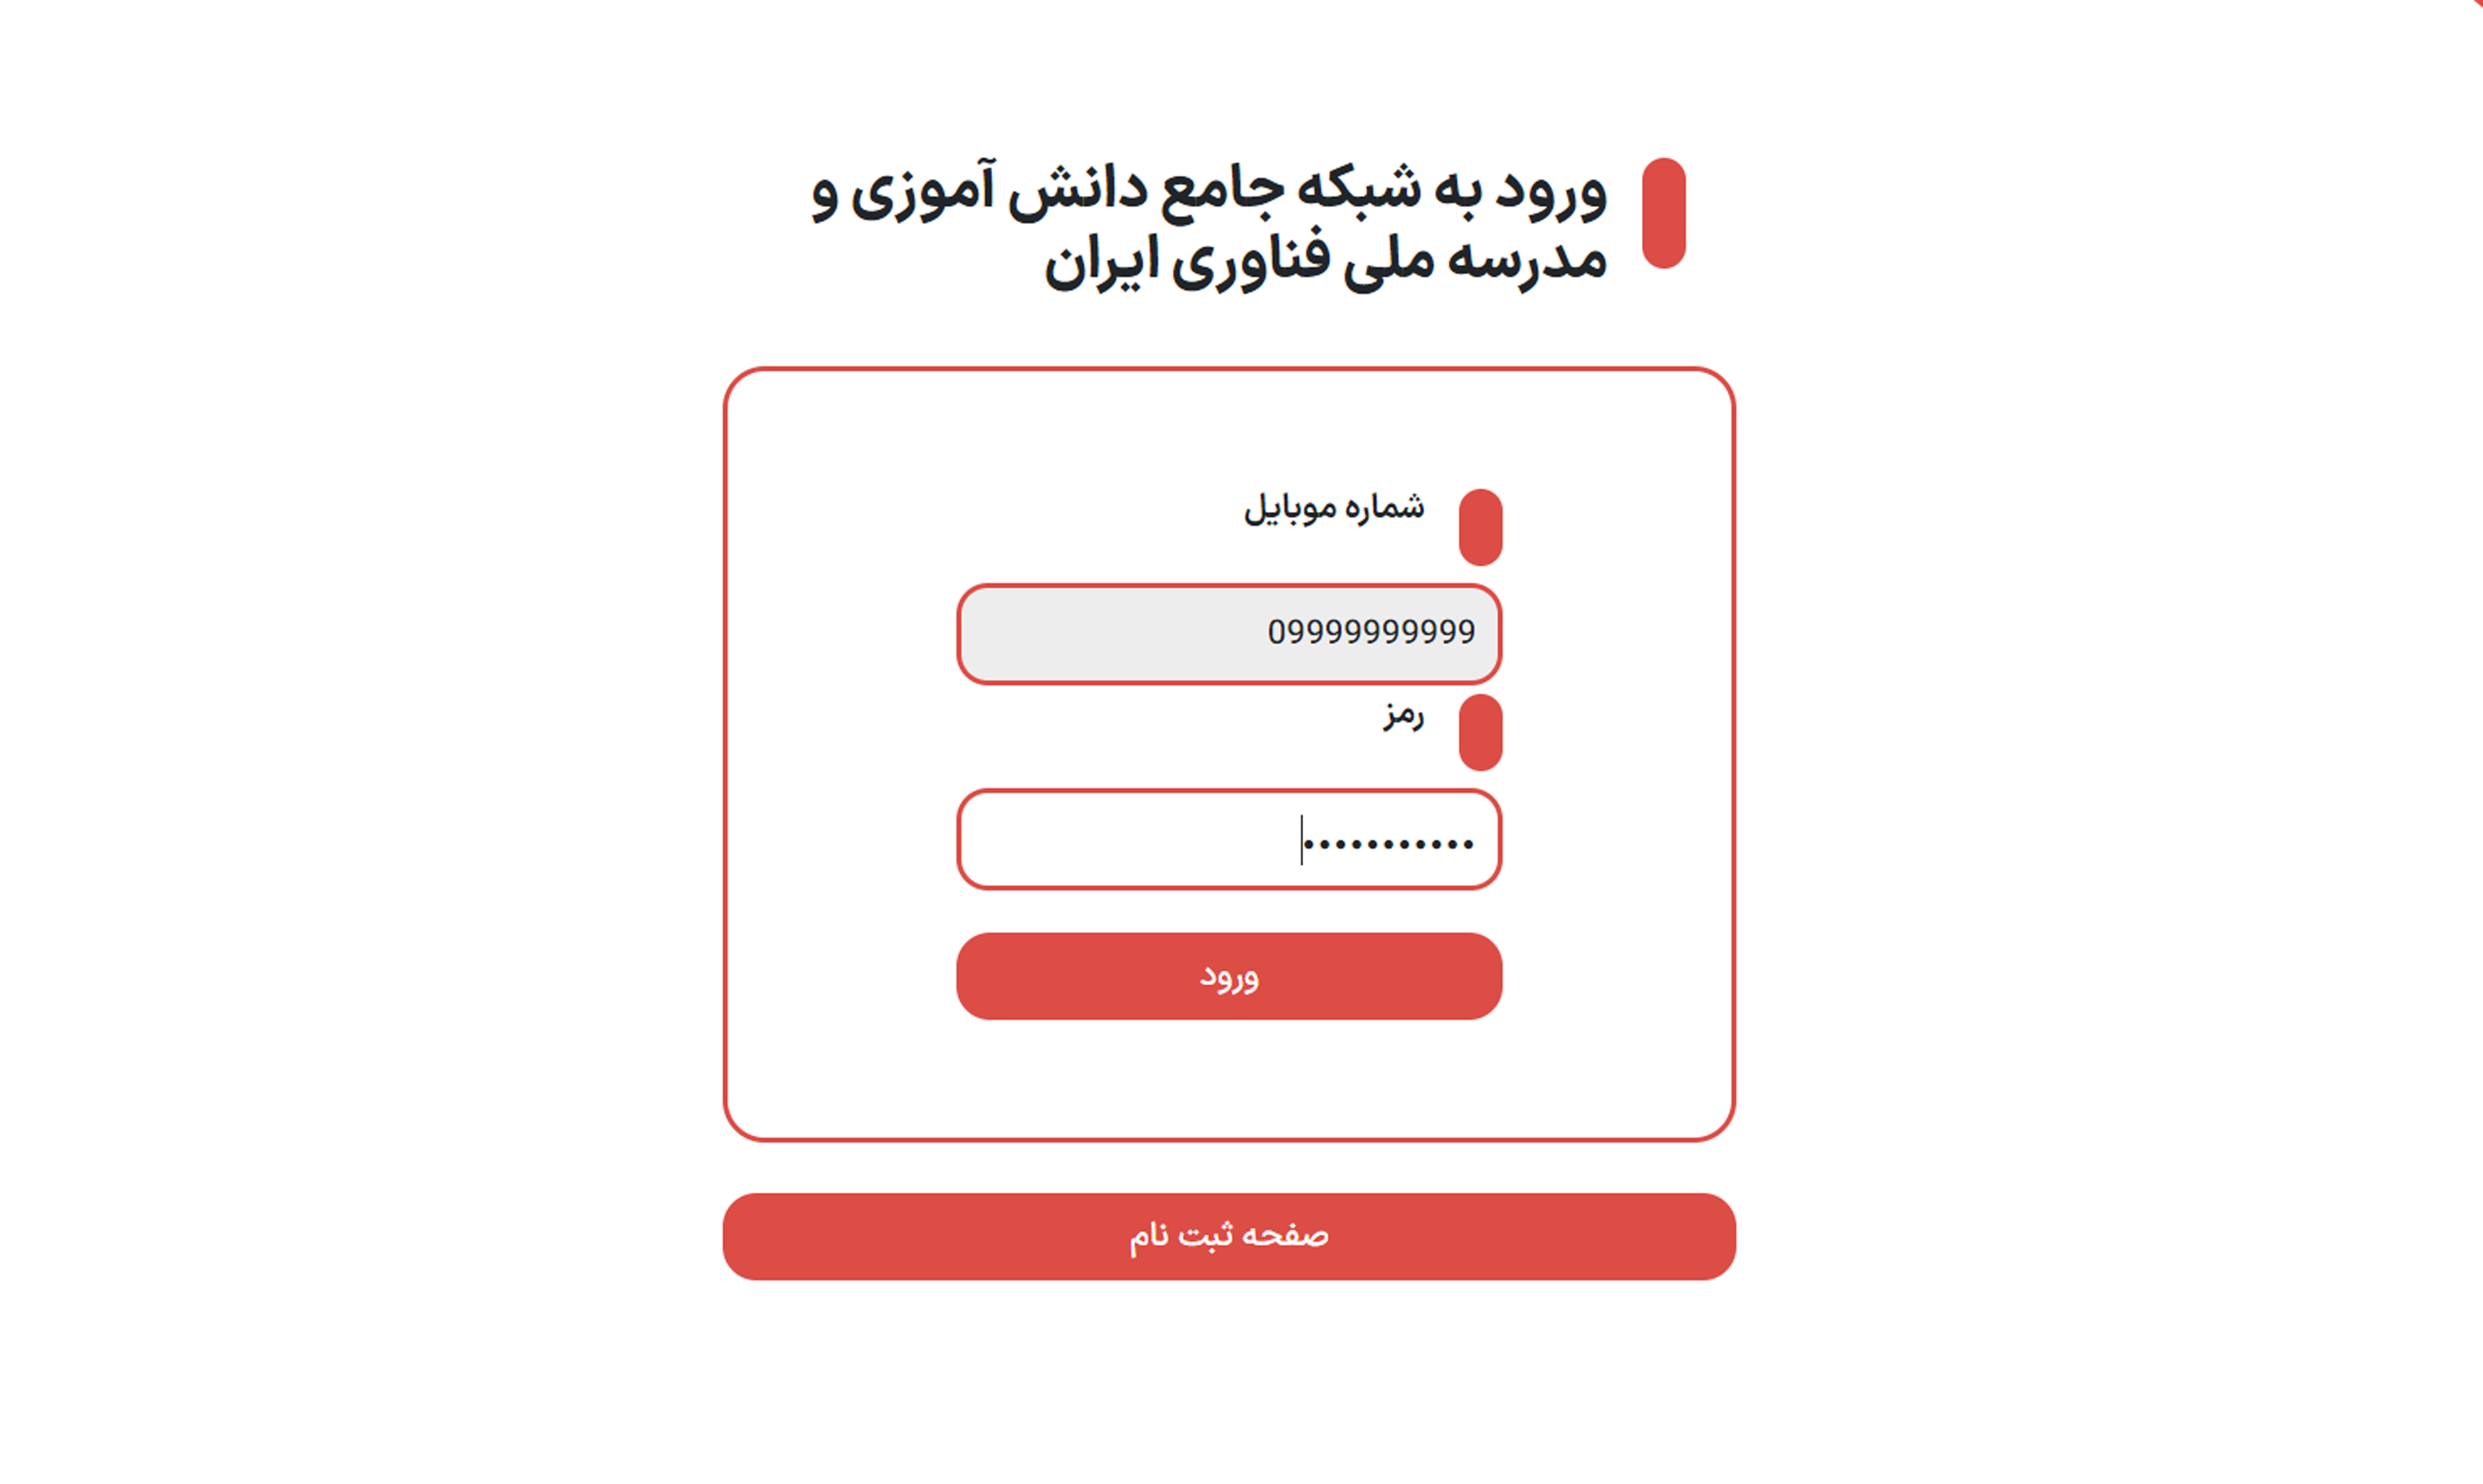 ورود به شبکه جامع دانش آموزی و
مدرسه ملی فناوری ایران
شماره موبایل
09999999999
رمز
•••••••••••
ورود
صفحه ثبت نام